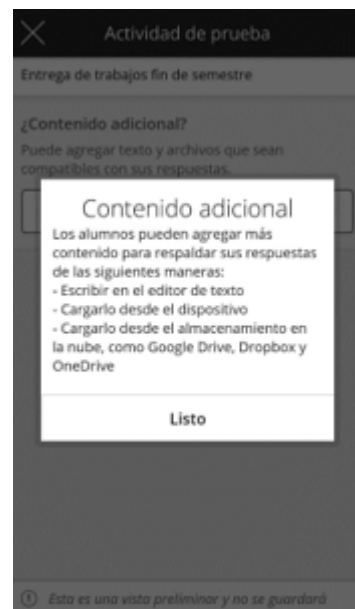 Actividad de prueba
Entrega de trabajos fin de semestre
¿Contenido adicional?
Puede agregar texto y archivos que sean
compatibles con sus respuestas.
Contenido adicional
Los alumnos pueden agregar más
contenido para respaldar sus respuestas
de las siguientes maneras:
- Escribir en el editor de texto
- Cargarlo desde el dispositivo
- Cargarlo desde el almacenamiento en
la nube, como Google Drive, Dropbox y
OneDrive
Listo
Esta es una vista preliminar y no se guardará